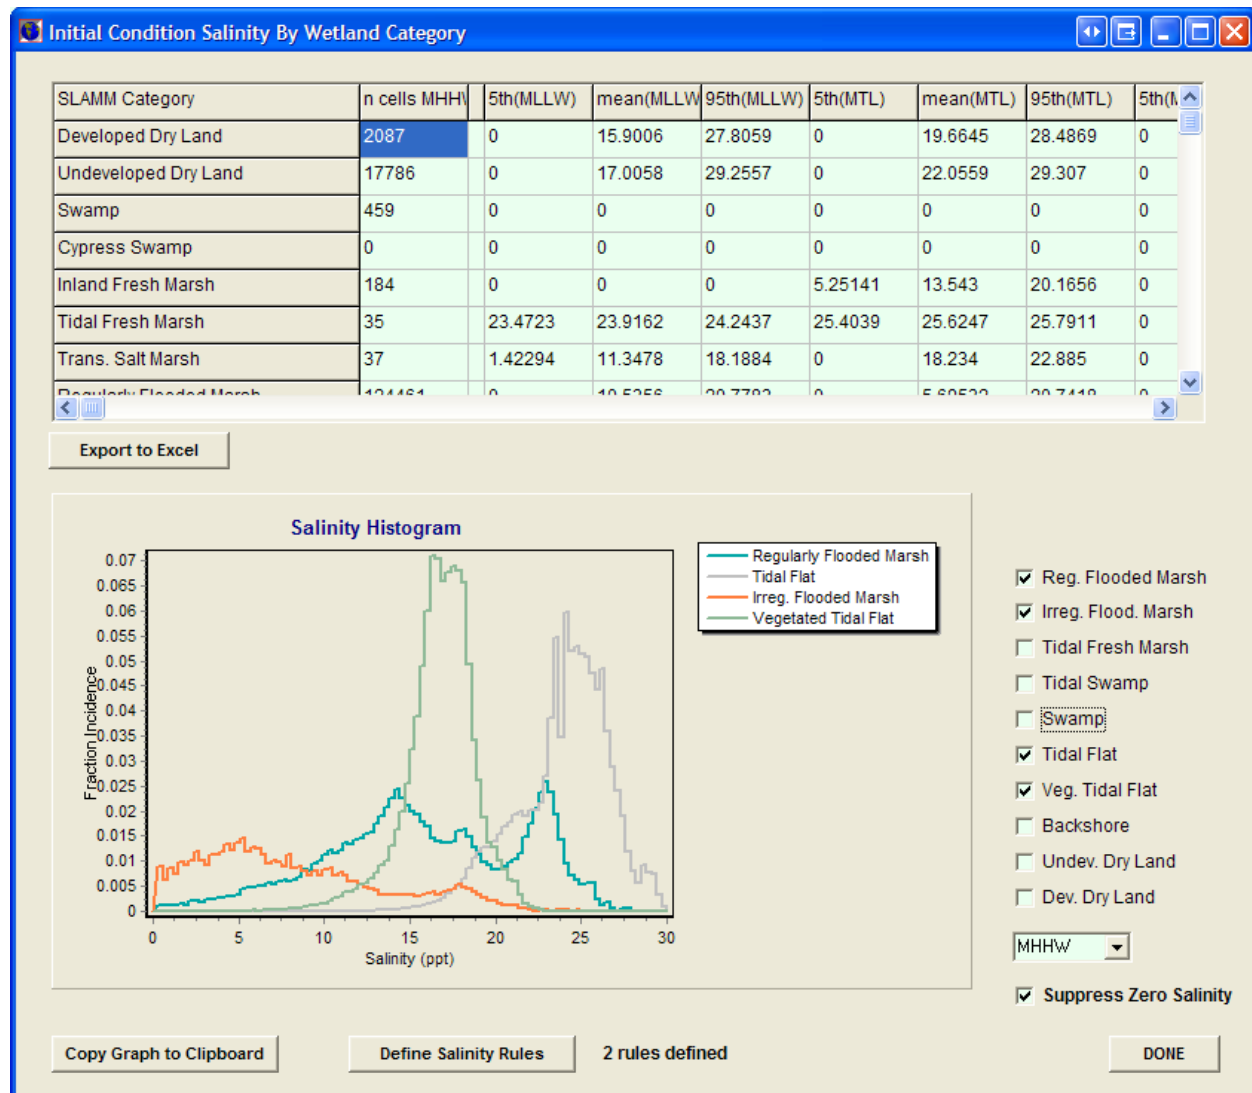 Initial Condition Salinity By Wetland Category
SLAMM Category n cells MHHW 5th(MLLW) mean(MLLW 95th(MLLW) 5th(MTL) mean(MTL) 95th(MTL)
Developed Dry Land 2087 0 15.9006 27.8059 0 19.6645 28.4869 0
Undeveloped Dry Land 17786 0 17.0058 29.2557 0 22.0559 29.307 0
Swamp 459 0 0 0 0 0 0 0
Cypress Swamp 0 0 0 0 0 0 0 0
Inland Fresh Marsh 184 0 0 0 5.25141 13.543 20.1656 0
Tidal Fresh Marsh 35 23.4723 23.9162 24.2437 25.4039 25.6247 25.7911 0
Trans. Salt Marsh 37 1.42294 11.3478 18.1884 0 18.234 22.885 0
Regularly Flooded Marsh
Export to Excel
Salinity Histogram
Fraction Incidence
0.07
0.065
0.06
0.055
0.05
0.045
0.04
0.035
0.03
0.025
0.02
0.015
0.01
0.005
0
0 5 10 15 20 25 30
Salinity (ppt)
Regularly Flooded Marsh
Tidal Flat
Irreg. Flooded Marsh
Vegetated Tidal Flat
Reg. Flooded Marsh
Irreg. Flood. Marsh
Tidal Fresh Marsh
Tidal Swamp
Swamp
Tidal Flat
Veg. Tidal Flat
Backshore
Undev. Dry Land
Dev. Dry Land
MHHW
Suppress Zero Salinity
Copy Graph to Clipboard
Define Salinity Rules
2 rules defined
DONE